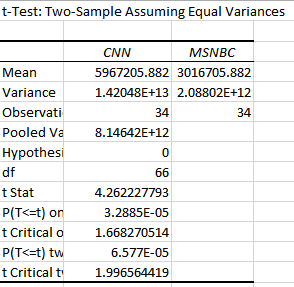 t-Test: Two-Sample Assuming Equal Variances
CNN MSNBC
Mean 5967205.882 3016705.882
Variance 1.42048E+13 2.08802E+12
Observati 34 34
Pooled Va 8.14642E+12
Hypothesi 0
df 66
t Stat 4.262227793
P(T<=t) on 3.2885E-05
t Critical o 1.668270514
P(T<=t) tw 6.577E-05
t Critical t 1.996564419